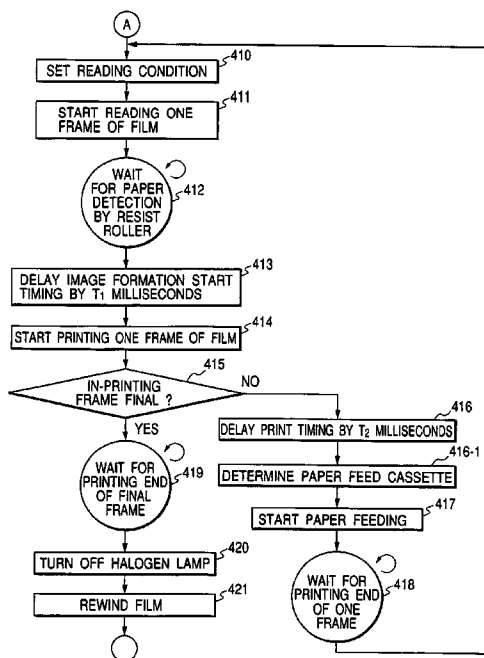 A
SET READING CONDITION
410
411
START READING ONE
FRAME OF FILM
WAIT
FOR PAPER
DETECTION
BY RESIST
ROLLER
412
413
DELAY IMAGE FORMATION START
TIMING BY T1 MILLISECONDS
414
START PRINTING ONE FRAME OF FILM
415
IN-PRINTING
FRAME FINAL ?
NO
YES
416
DELAY PRINT TIMING BY T2 MILLISECONDS
416-1
DETERMINE PAPER FEED CASSETTE
417
START PAPER FEEDING
WAIT FOR
PRINTING END
OF ONE
FRAME
418
WAIT FOR
PRINTING END
OF FINAL
FRAME
419
420
TURN OFF HALOGEN LAMP
421
REWIND FILM